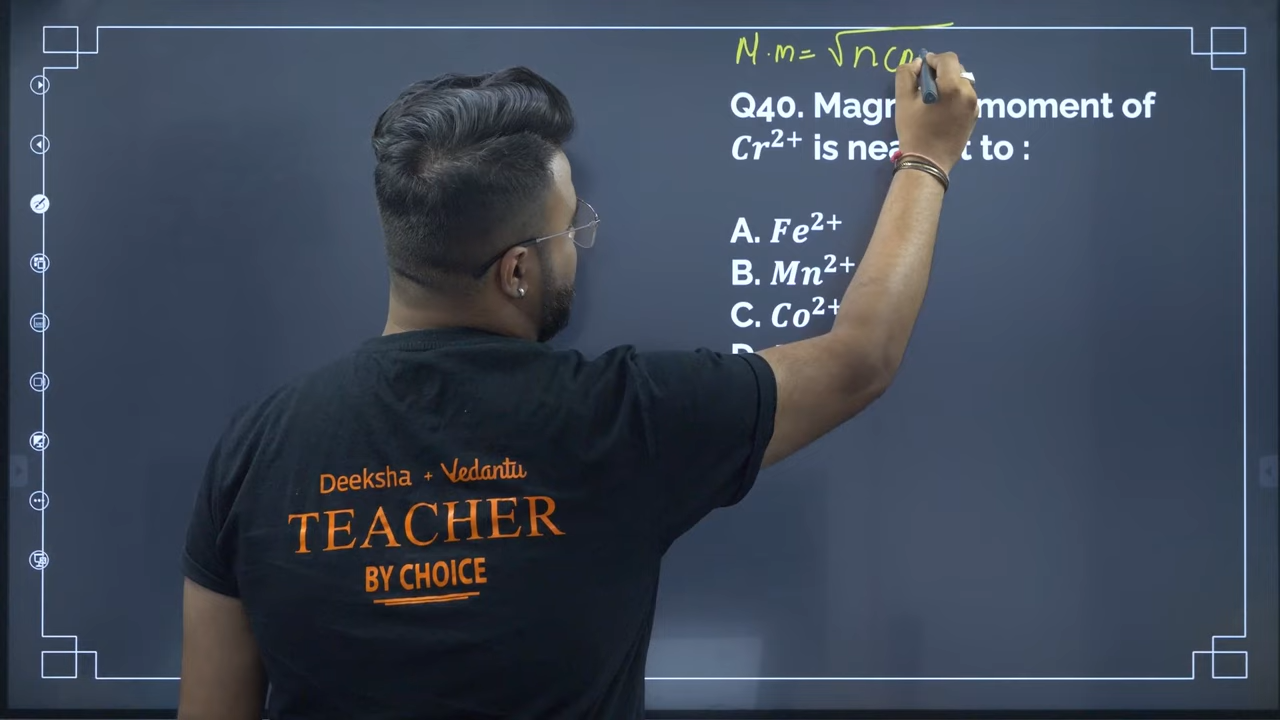 M.m= √n(n
Q40. Magn moment of
Cr²⁺ is nea t to :
A. Fe²⁺
B. Mn²⁺
C. Co²⁺
D.
Deeksha + Vedantu
TEACHER
BY CHOICE